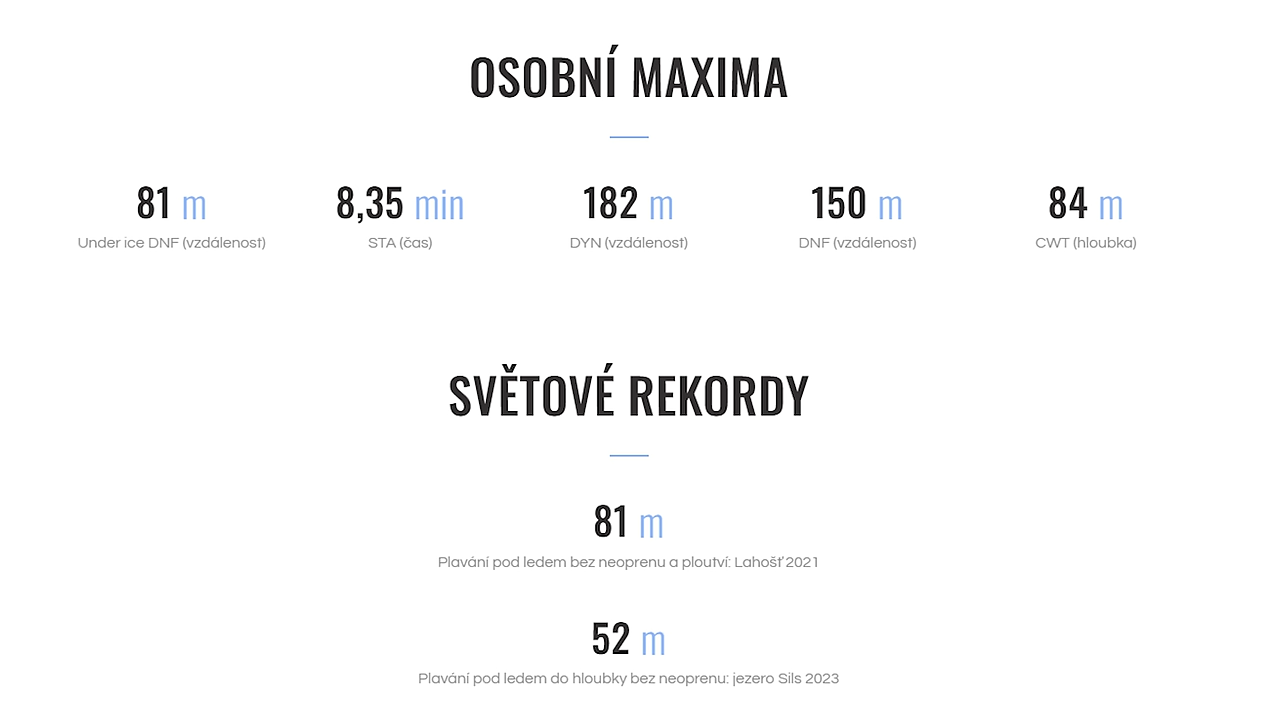 OSOBNÍ MAXIMA
81 m
Under ice DNF (vzdálenost)
8,35 min
STA (čas)
182 m
DYN (vzdálenost)
150 m
DNF (vzdálenost)
84 m
CWT (hloubka)
SVĚTOVÉ REKORDY
81 m
Plavání pod ledem bez neoprenu a ploutví: Lahošť 2021
52 m
Plavání pod ledem do hloubky bez neoprenu: jezero Sils 2023